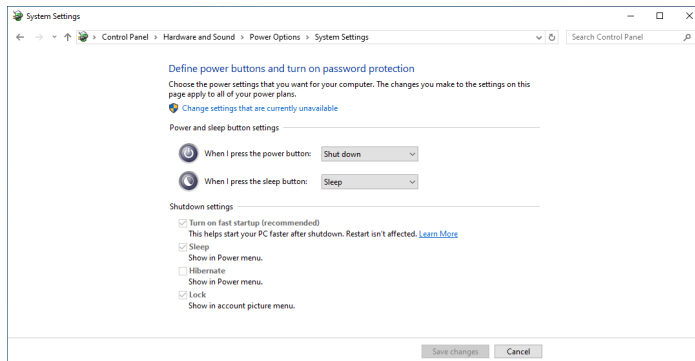 System Settings
Control Panel > Hardware and Sound > Power Options > System Settings
Search Control Panel
Define power buttons and turn on password protection
Choose the power settings that you want for your computer. The changes you make to the settings on this
page apply to all of your power plans.
Change settings that are currently unavailable
Power and sleep button settings
When I press the power button: Shut down
When I press the sleep button: Sleep
Shutdown settings
Turn on fast startup (recommended)
This helps start your PC faster after shutdown. Restart isn't affected. Learn More
Sleep
Show in Power menu.
Hibernate
Show in Power menu.
Lock
Show in account picture menu.
Save changes Cancel